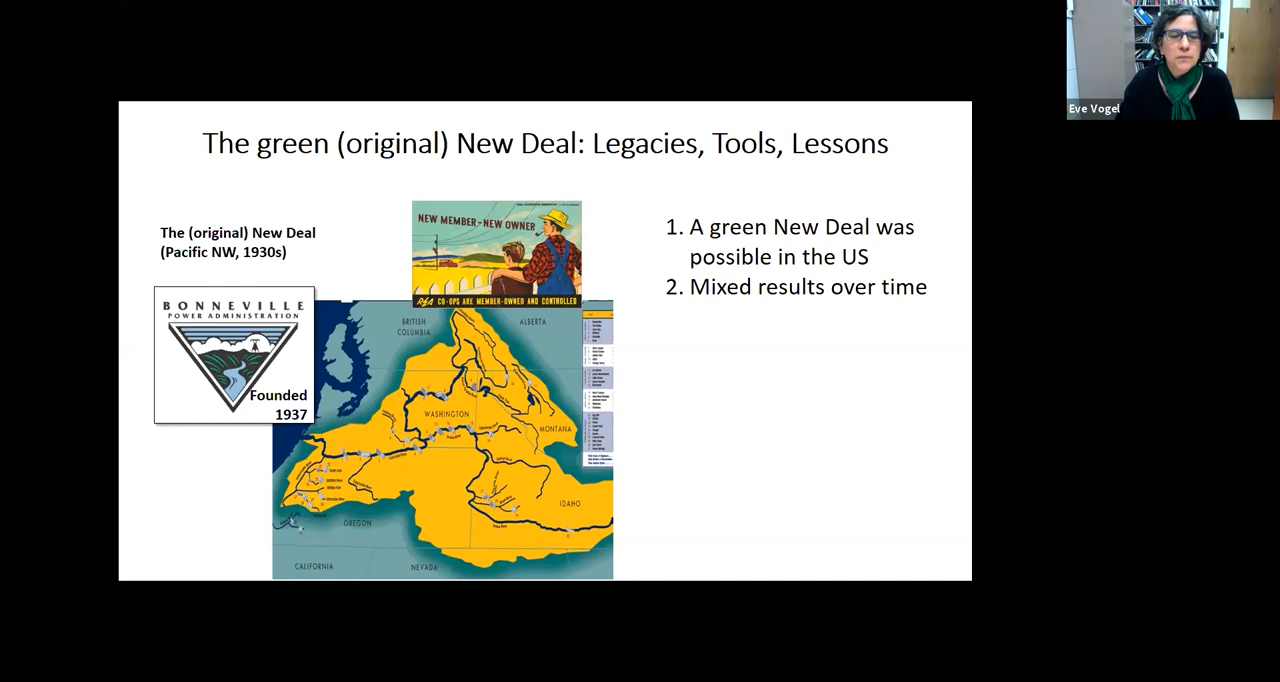 Eve Vogel
The green (original) New Deal: Legacies, Tools, Lessons
The (original) New Deal
(Pacific NW, 1930s)
NEW MEMBER - NEW OWNER
REA CO-OPS ARE MEMBER-OWNED AND CONTROLLED
BONNEVILLE
POWER ADMINISTRATION
Founded
1937
BRITISH
COLUMBIA
ALBERTA
WASHINGTON
MONTANA
IDAHO
OREGON
CALIFORNIA
NEVADA
1. A green New Deal was
possible in the US
2. Mixed results over time